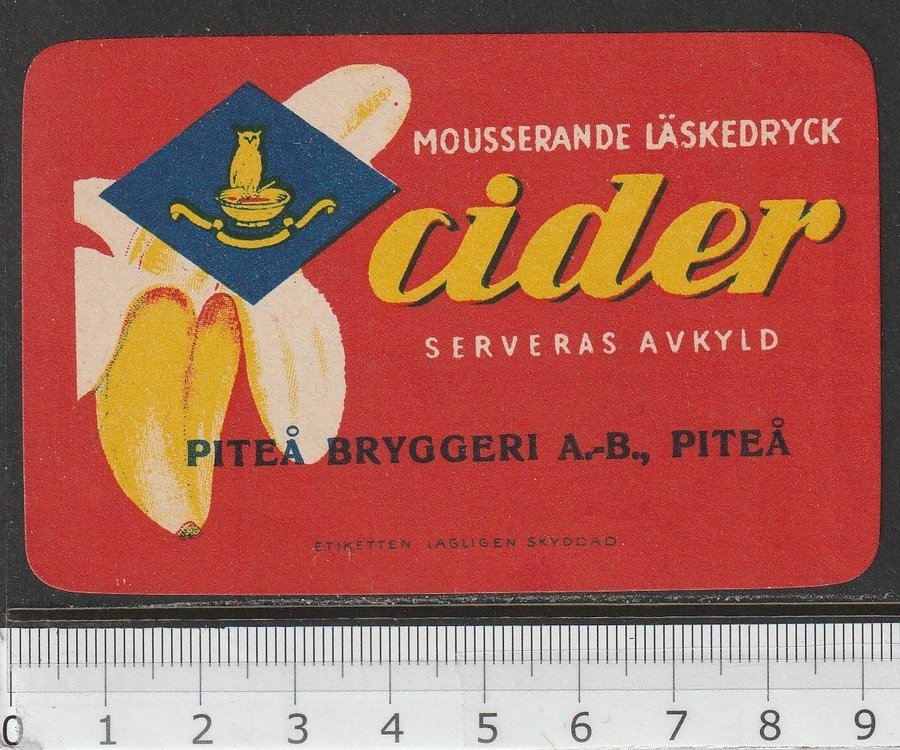 MOUSSERANDE LÄSKEDRYCK
cider
SERVERAS AVKYLD
PITEÅ BRYGGERI A.-B., PITEÅ
ETIKETTEN LAGLIGEN SKYDDAD
0 1 2 3 4 5 6 7 8 9